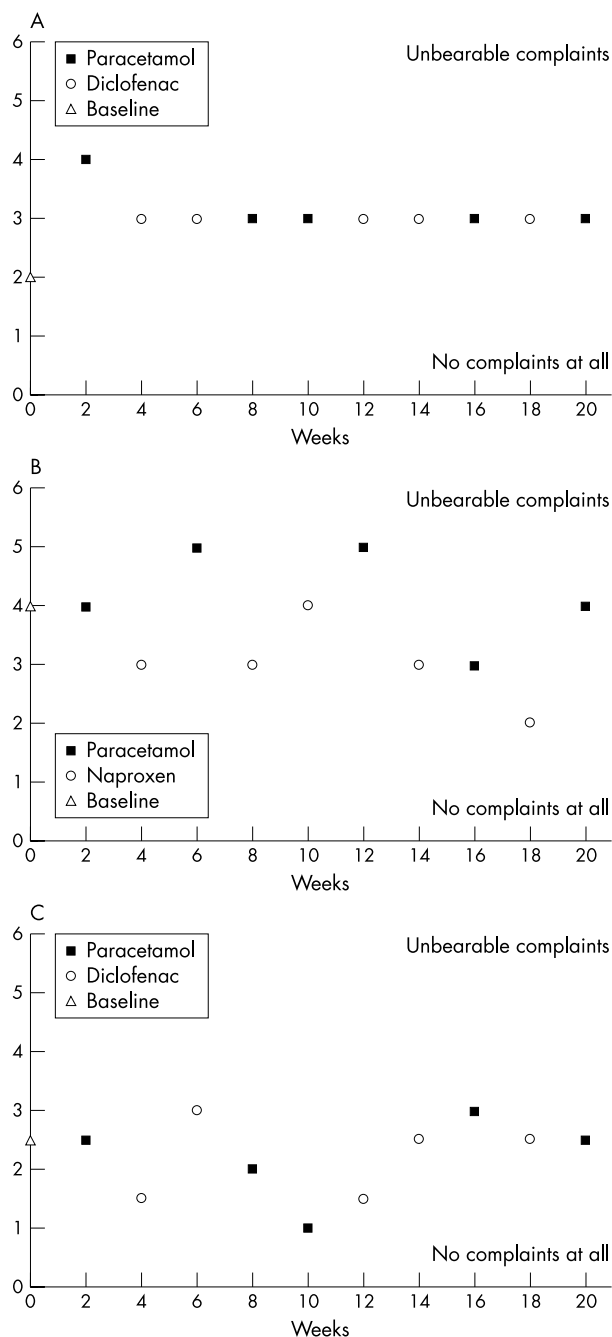 A
6
■ Paracetamol
○ Diclofenac
△ Baseline
Unbearable complaints
5
4
3
2
1
No complaints at all
0
0 2 4 6 8 10 12 14 16 18 20
Weeks
B
6
Unbearable complaints
5
4
3
2
■ Paracetamol
○ Naproxen
△ Baseline
1
No complaints at all
0
0 2 4 6 8 10 12 14 16 18 20
Weeks
C
6
■ Paracetamol
○ Diclofenac
△ Baseline
Unbearable complaints
5
4
3
2
1
No complaints at all
0
0 2 4 6 8 10 12 14 16 18 20
Weeks